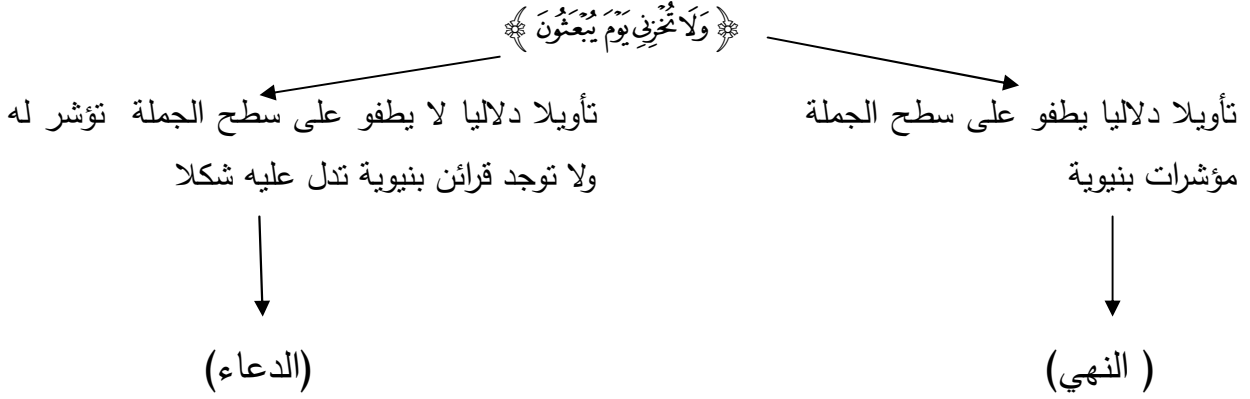 ﴿ وَلَا تُخْزِنِي يَوْمَ يُبْعَثُونَ ﴾
تأويلا دلاليا يطفو على سطح الجملة
مؤشرات بنيوية
تأويلا دلاليا لا يطفو على سطح الجملة تؤشر له
ولا توجد قرائن بنيوية تدل عليه شكلا
( النهي)
(الدعاء)